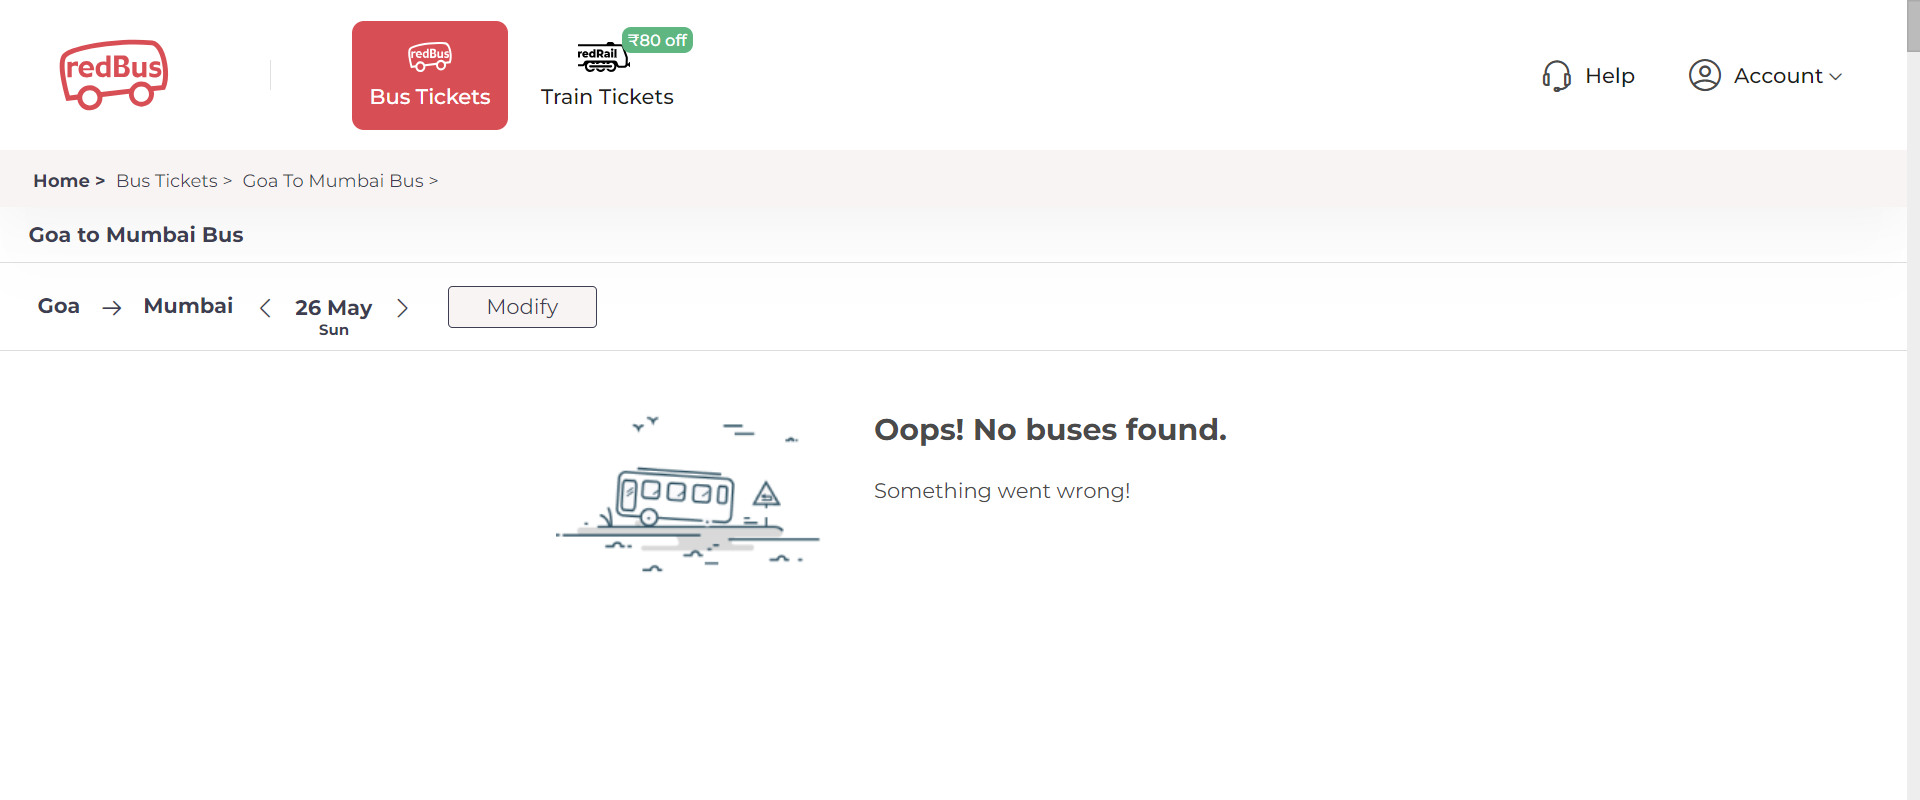 redBus
redBus
Bus Tickets
redRail
₹80 off
Train Tickets
Help
Account
Home > Bus Tickets > Goa To Mumbai Bus >
Goa to Mumbai Bus
Goa → Mumbai < 26 May > Modify
Sun
Oops! No buses found.
Something went wrong!